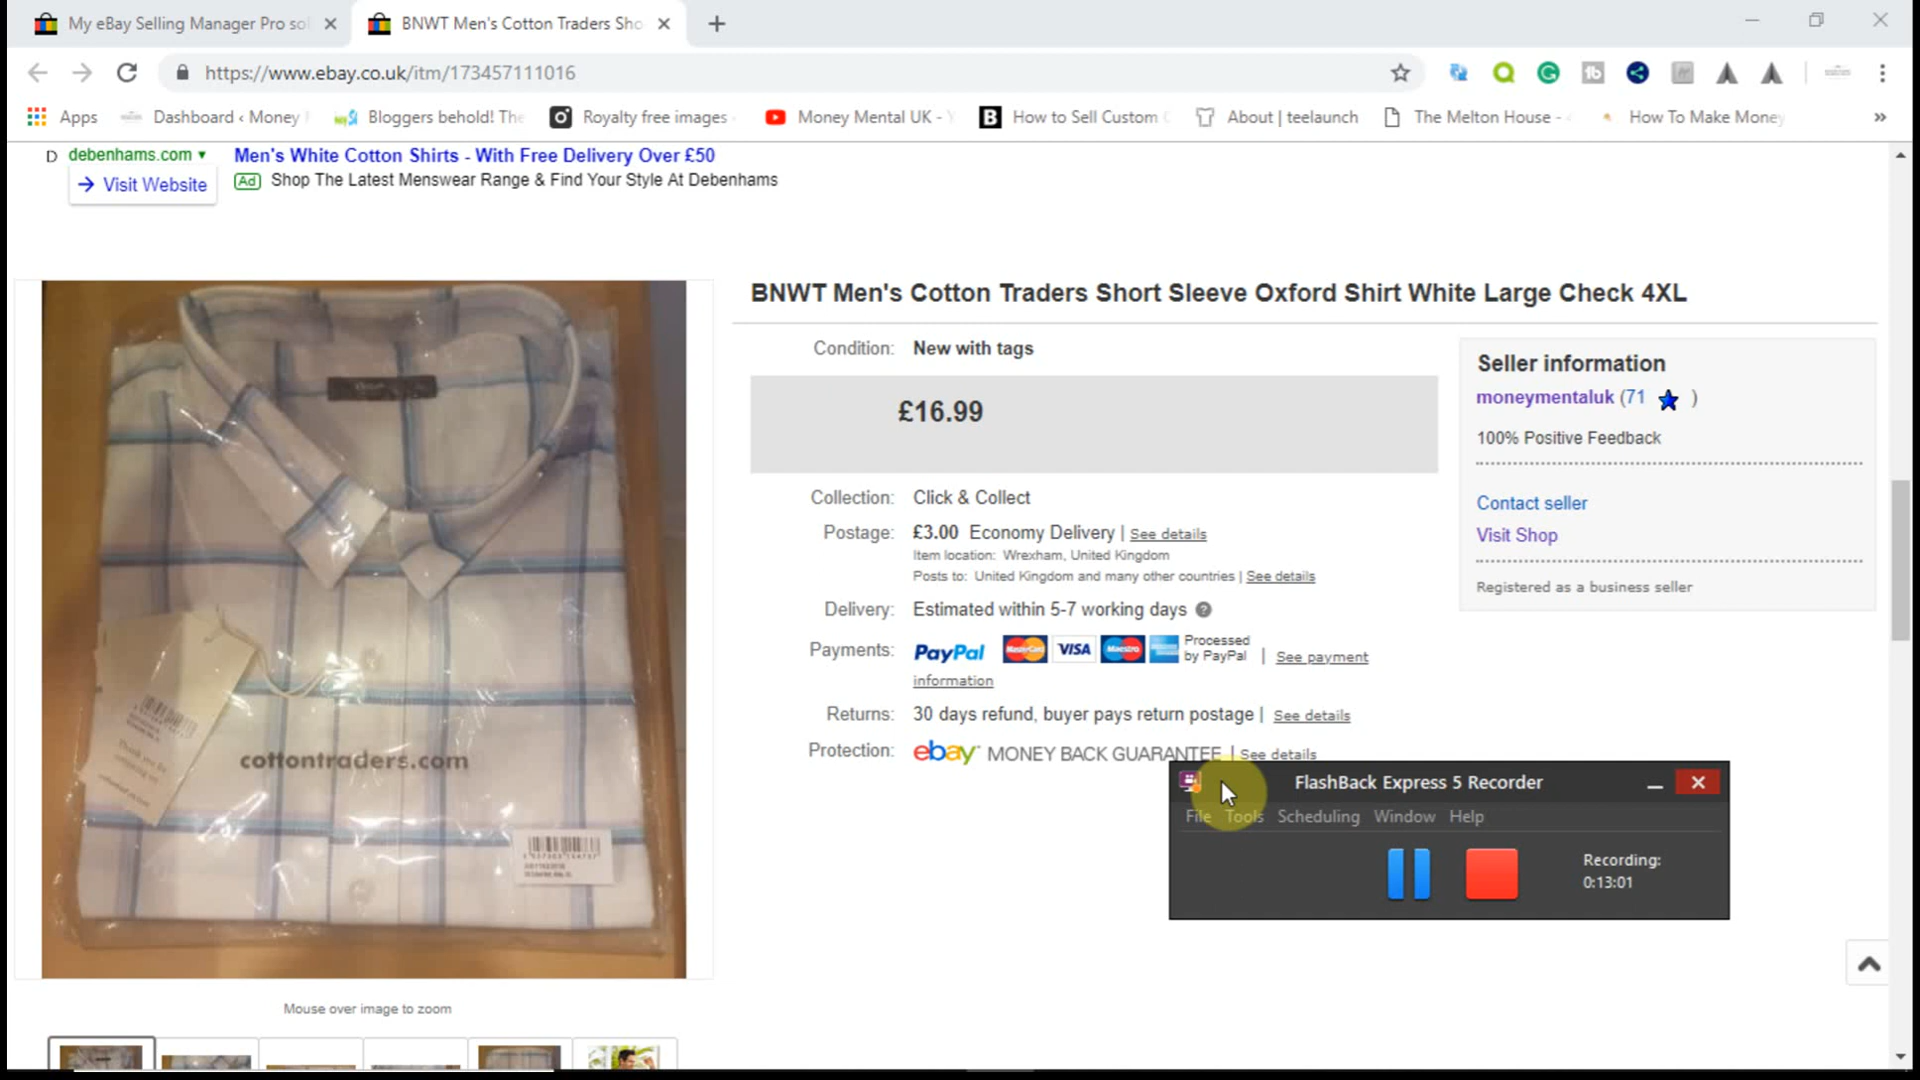 My eBay Selling Manager Pro so
BNWT Men's Cotton Traders Sho
https://www.ebay.co.uk/itm/173457111016
Apps
Dashboard ‹ Money
Bloggers behold! The
Royalty free images
Money Mental UK -
How to Sell Custom
About | teelaunch
The Melton House -
How To Make Money
D
debenhams.com
Men's White Cotton Shirts - With Free Delivery Over £50
Visit Website
Ad Shop The Latest Menswear Range & Find Your Style At Debenhams
BNWT Men's Cotton Traders Short Sleeve Oxford Shirt White Large Check 4XL
Condition: New with tags
£16.99
Collection: Click & Collect
Postage: £3.00 Economy Delivery | See details
Item location: Wrexham, United Kingdom
Posts to: United Kingdom and many other countries | See details
Delivery: Estimated within 5-7 working days
Payments: PayPal MasterCard VISA Maestro Processed by PayPal | See payment
information
Returns: 30 days refund, buyer pays return postage | See details
Protection: ebay MONEY BACK GUARANTEE | See details
Seller information
moneymentaluk (71 )
100% Positive Feedback
Contact seller
Visit Shop
Registered as a business seller
cottontraders.com
FlashBack Express 5 Recorder
File Tools Scheduling Window Help
Recording:
0:13:01
Mouse over image to zoom